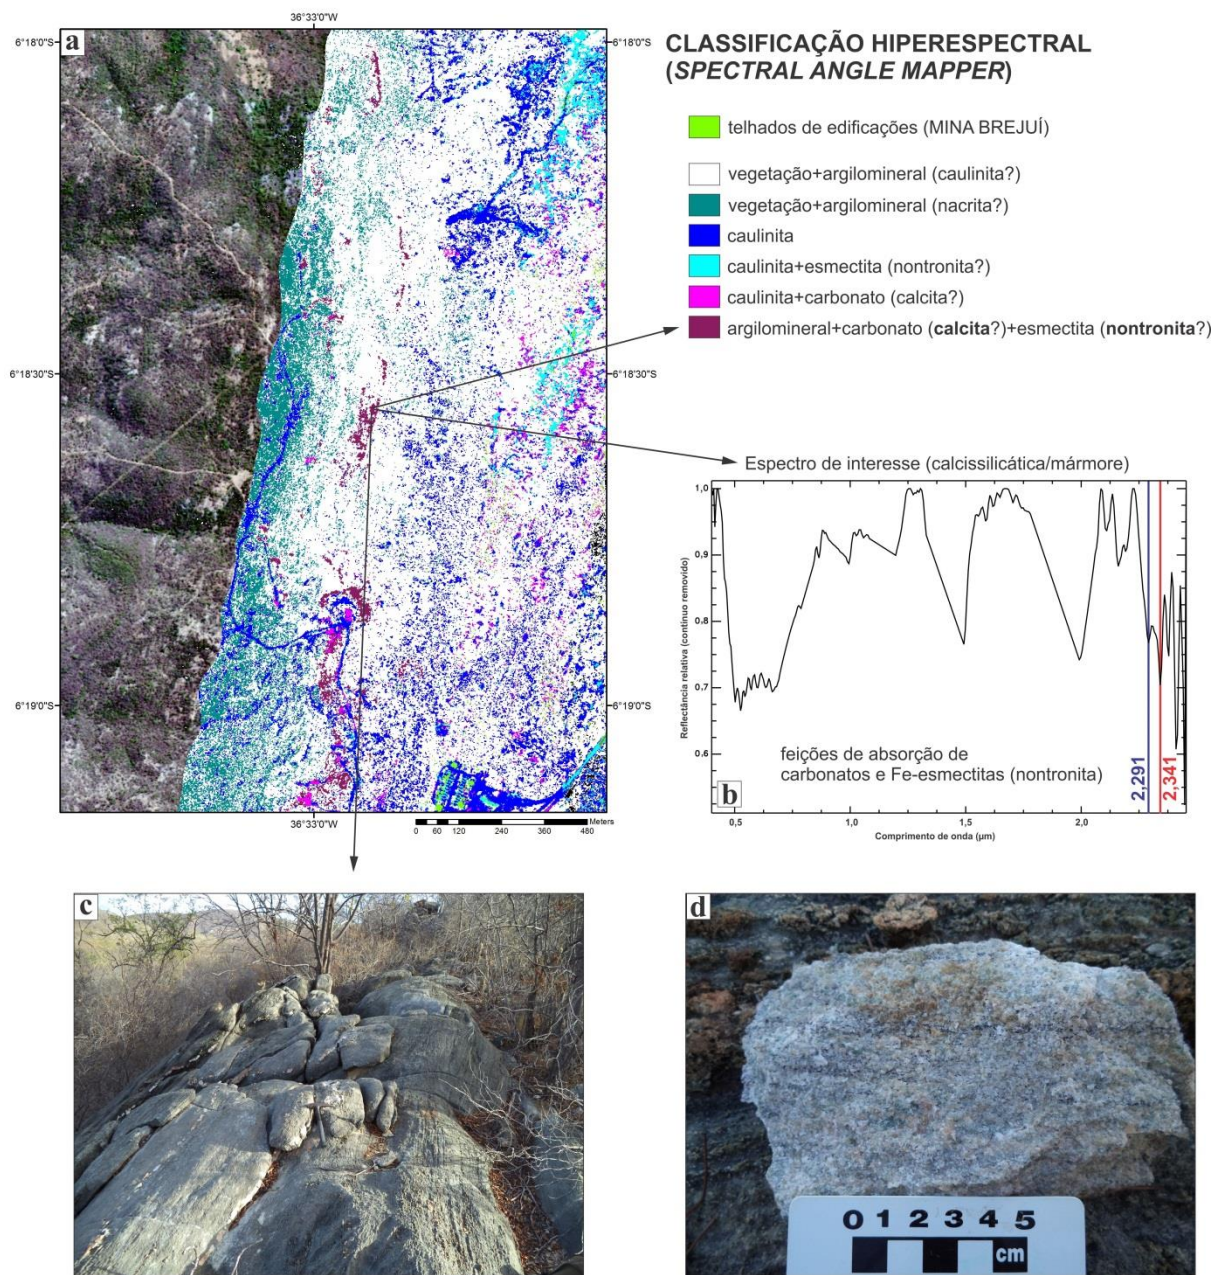 36°33'0"W
a
6°18'0"S
6°18'0"S
CLASSIFICAÇÃO HIPERESPECTRAL
(SPECTRAL ANGLE MAPPER)
telhados de edificações (MINA BREJUÍ)
vegetação+argilomineral (caulinita?)
vegetação+argilomineral (nacrita?)
caulinita
caulinita+esmectita (nontronita?)
caulinita+carbonato (calcita?)
argilomineral+carbonato (calcita?)+esmectita (nontronita?)
6°18'30"S
6°18'30"S
Espectro de interesse (calcissilicática/mármore)
1,0
0,9
0,8
0,7
0,6
Reflectância relativa (contínuo removido)
feições de absorção de
carbonatos e Fe-esmectitas (nontronita)
2,291
2,341
b
0,5
1,0
1,5
2,0
Comprimento de onda (µm)
6°19'0"S
6°19'0"S
36°33'0"W
Meters
0 60 120 240 360 480
c
d
0 1 2 3 4 5
cm